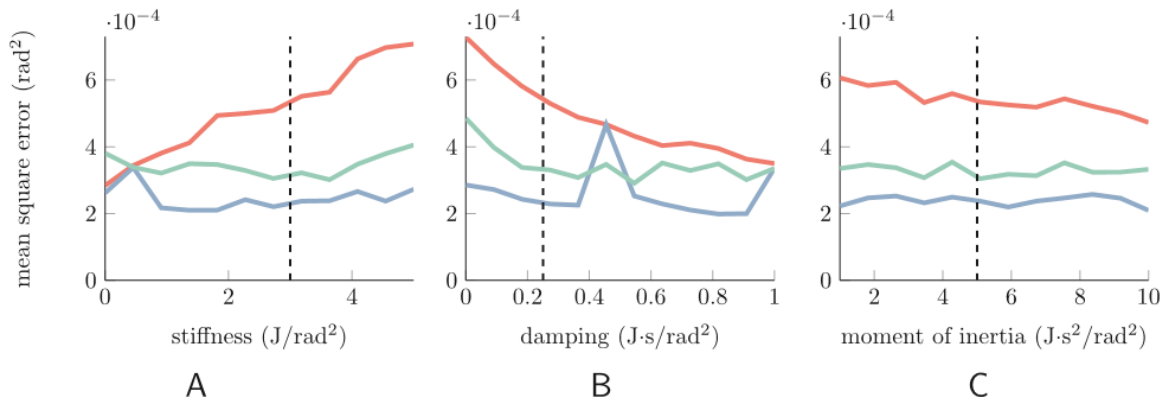 ·10⁻⁴ ·10⁻⁴ ·10⁻⁴
mean square error (rad²)
6 6 6
4 4 4
2 2 2
0 0 0
0 2 4 0 0.2 0.4 0.6 0.8 1 2 4 6 8 10
stiffness (J/rad²) damping (J·s/rad²) moment of inertia (J·s²/rad²)
A B C